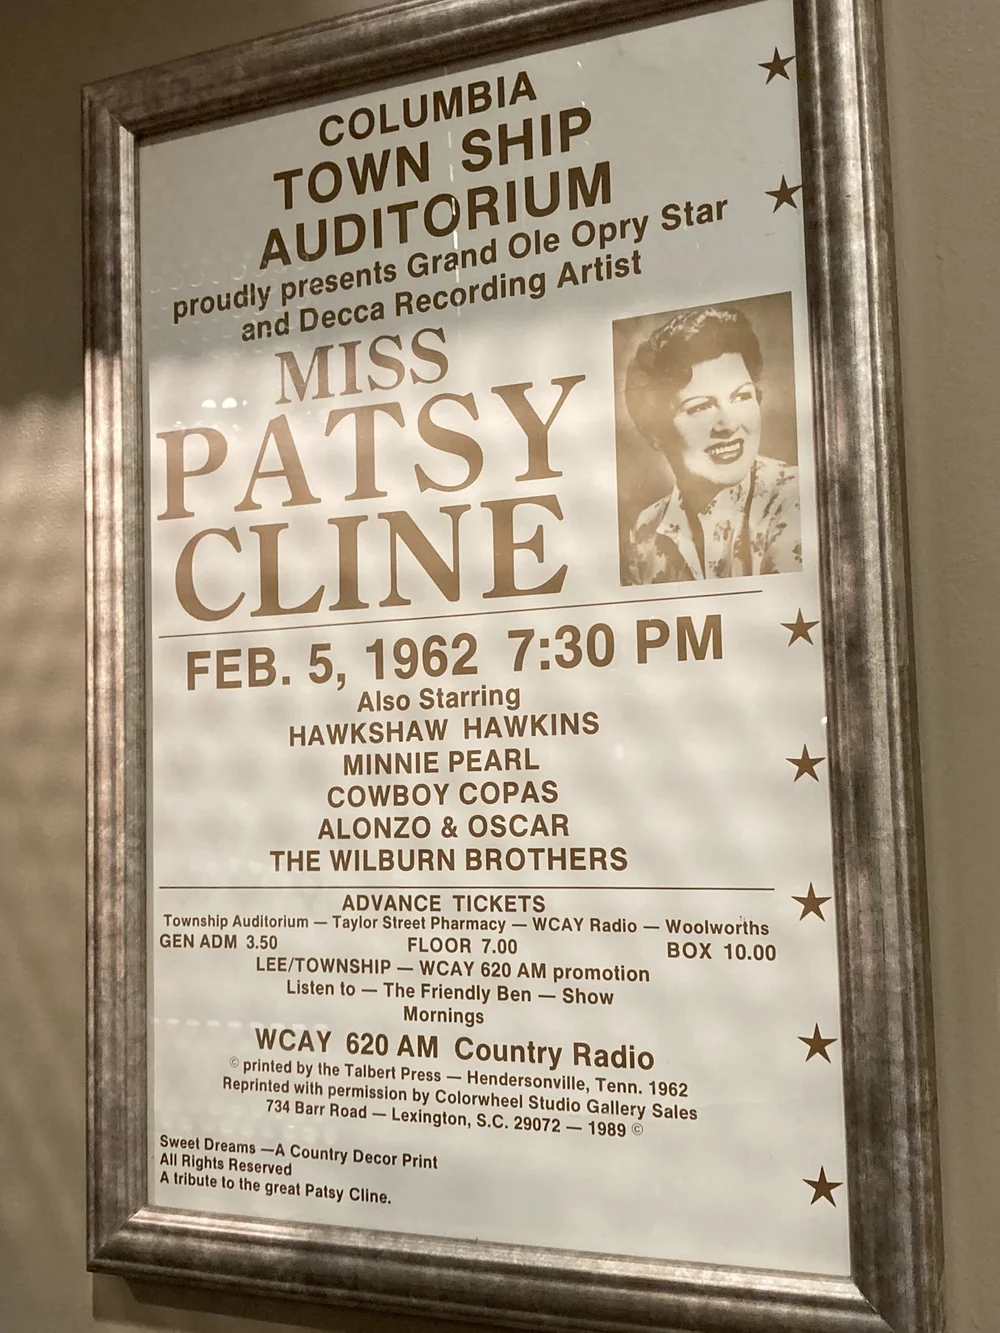 COLUMBIA
TOWN SHIP
AUDITORIUM
proudly presents Grand Ole Opry Star
and Decca Recording Artist
MISS
PATSY
CLINE
FEB. 5, 1962 7:30 PM
Also Starring
HAWKSHAW HAWKINS
MINNIE PEARL
COWBOY COPAS
ALONZO & OSCAR
THE WILBURN BROTHERS
ADVANCE TICKETS
Township Auditorium — Taylor Street Pharmacy — WCAY Radio — Woolworths
GEN ADM 3.50 FLOOR 7.00 BOX 10.00
LEE/TOWNSHIP — WCAY 620 AM promotion
Listen to — The Friendly Ben — Show
Mornings
WCAY 620 AM Country Radio
© printed by the Talbert Press — Hendersonville, Tenn. 1962
Reprinted with permission by Colorwheel Studio Gallery Sales
734 Barr Road — Lexington, S.C. 29072 — 1989 ©
Sweet Dreams —A Country Decor Print
All Rights Reserved
A tribute to the great Patsy Cline.